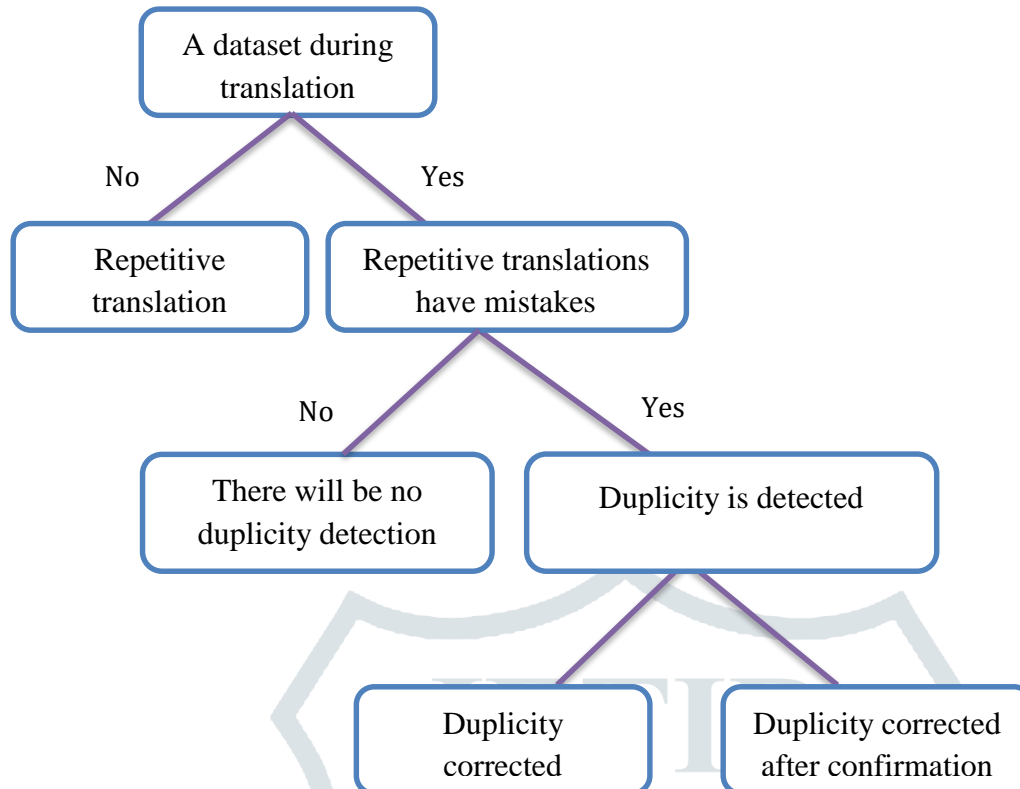 A dataset during
translation
No
Yes
Repetitive
translation
Repetitive translations
have mistakes
No
Yes
There will be no
duplicity detection
Duplicity is detected
Duplicity
corrected
Duplicity corrected
after confirmation